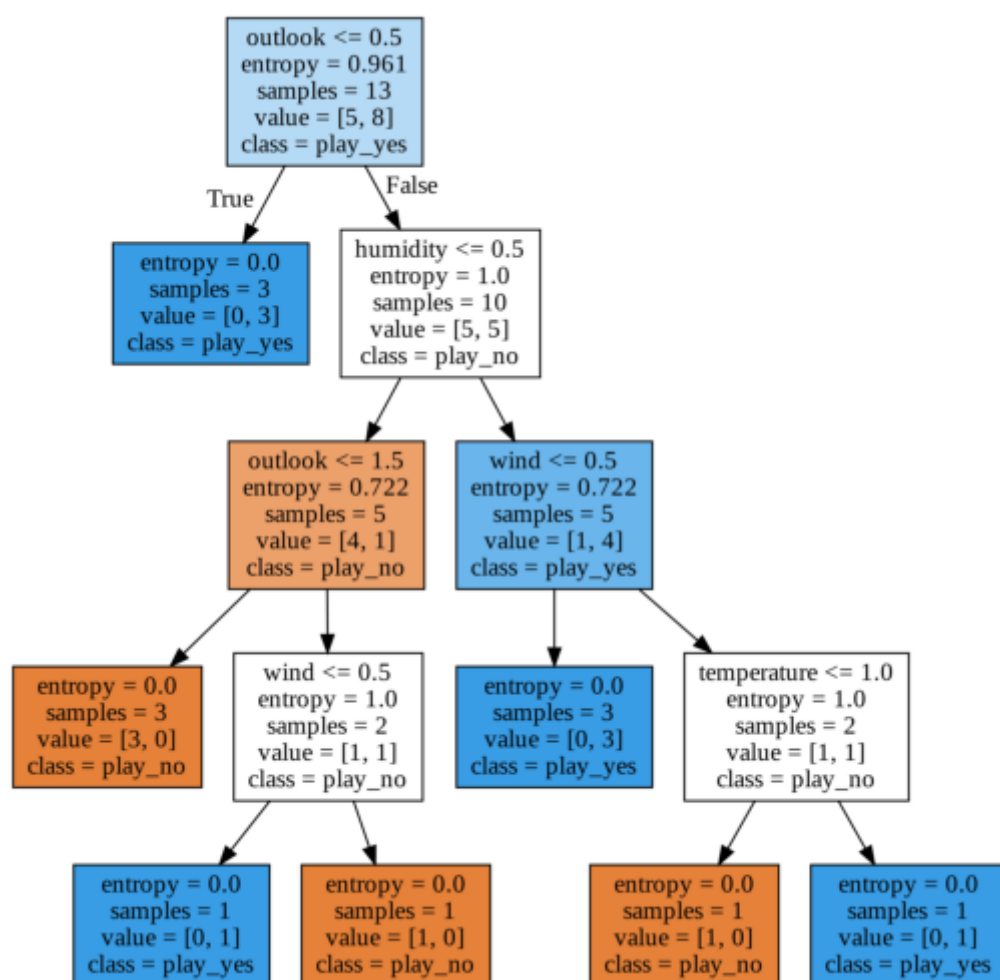 outlook <= 0.5
entropy = 0.961
samples = 13
value = [5, 8]
class = play_yes
True
False
entropy = 0.0
samples = 3
value = [0, 3]
class = play_yes
humidity <= 0.5
entropy = 1.0
samples = 10
value = [5, 5]
class = play_no
outlook <= 1.5
entropy = 0.722
samples = 5
value = [4, 1]
class = play_no
wind <= 0.5
entropy = 0.722
samples = 5
value = [1, 4]
class = play_yes
entropy = 0.0
samples = 3
value = [3, 0]
class = play_no
wind <= 0.5
entropy = 1.0
samples = 2
value = [1, 1]
class = play_no
entropy = 0.0
samples = 3
value = [0, 3]
class = play_yes
temperature <= 1.0
entropy = 1.0
samples = 2
value = [1, 1]
class = play_no
entropy = 0.0
samples = 1
value = [0, 1]
class = play_yes
entropy = 0.0
samples = 1
value = [1, 0]
class = play_no
entropy = 0.0
samples = 1
value = [1, 0]
class = play_no
entropy = 0.0
samples = 1
value = [0, 1]
class = play_yes